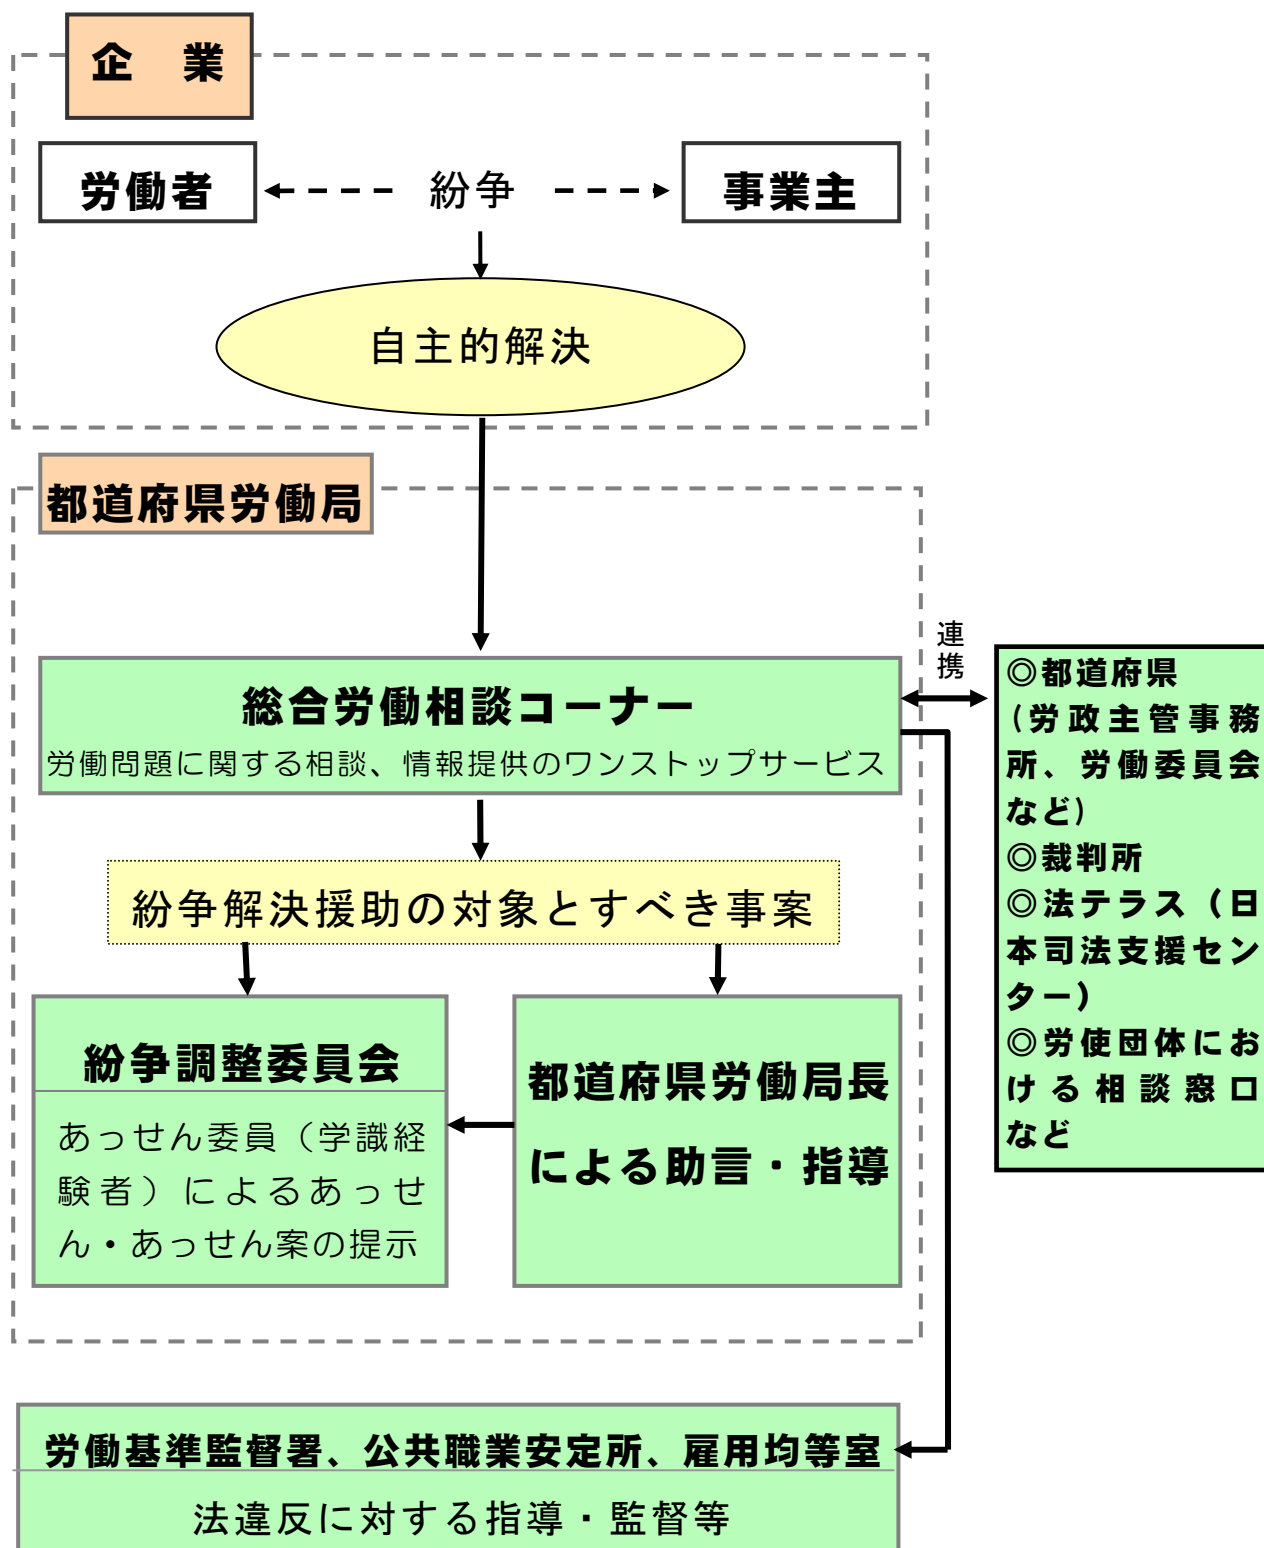 企　業
労働者
紛争
事業主
自主的解決
都道府県労働局
総合労働相談コーナー
労働問題に関する相談、情報提供のワンストップサービス
連
携
◎都道府県
(労政主管事務
所、労働委員会
など)
◎裁判所
◎法テラス（日
本司法支援セン
ター）
◎労使団体にお
ける相談窓口
など
紛争解決援助の対象とすべき事案
紛争調整委員会
あっせん委員（学識経
験者）によるあっせ
ん・あっせん案の提示
都道府県労働局長
による助言・指導
労働基準監督署、公共職業安定所、雇用均等室
法違反に対する指導・監督等